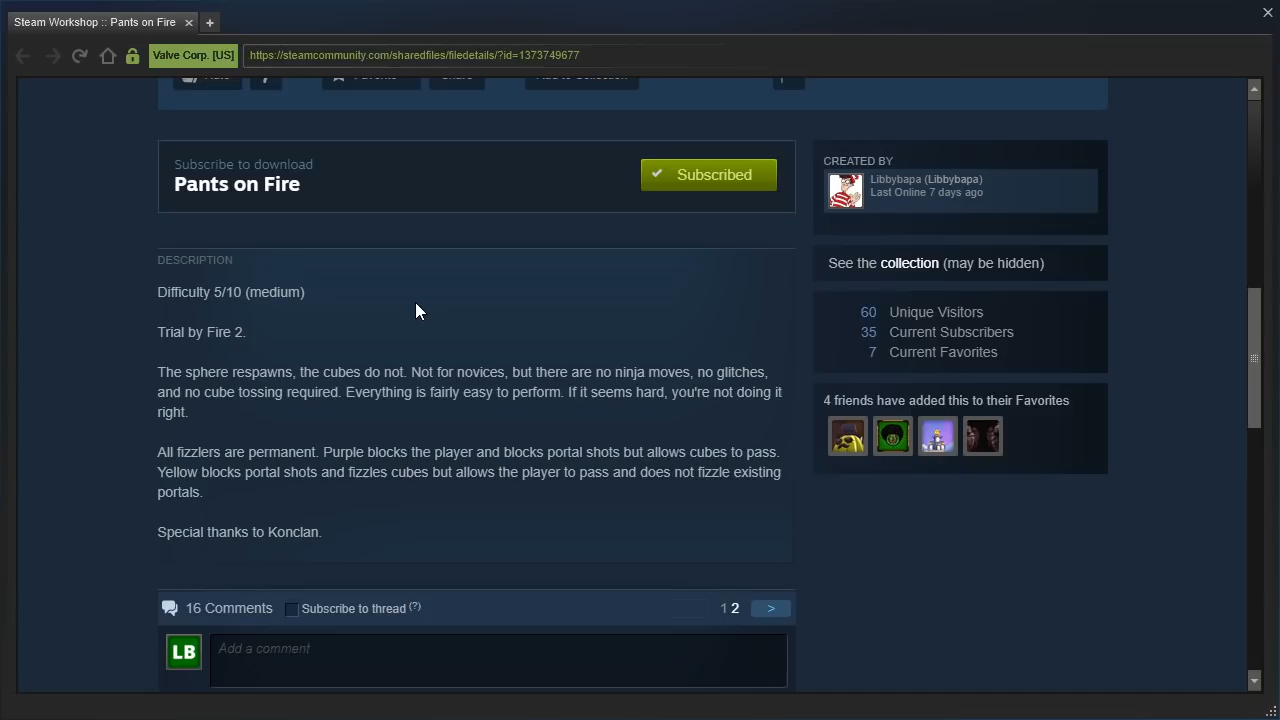 Steam Workshop :: Pants on Fire
Valve Corp. [US]
https://steamcommunity.com/sharedfiles/filedetails/?id=1373749677
Subscribe to download
Pants on Fire
Subscribed
DESCRIPTION
Difficulty 5/10 (medium)
Trial by Fire 2.
The sphere respawns, the cubes do not. Not for novices, but there are no ninja moves, no glitches,
and no cube tossing required. Everything is fairly easy to perform. If it seems hard, you're not doing it
right.
All fizzlers are permanent. Purple blocks the player and blocks portal shots but allows cubes to pass.
Yellow blocks portal shots and fizzles cubes but allows the player to pass and does not fizzle existing
portals.
Special thanks to Konclan.
16 Comments
Subscribe to thread (?)
1 2 >
LB
Add a comment
CREATED BY
Libbybapa (Libbybapa)
Last Online 7 days ago
See the collection (may be hidden)
60 Unique Visitors
35 Current Subscribers
7 Current Favorites
4 friends have added this to their Favorites